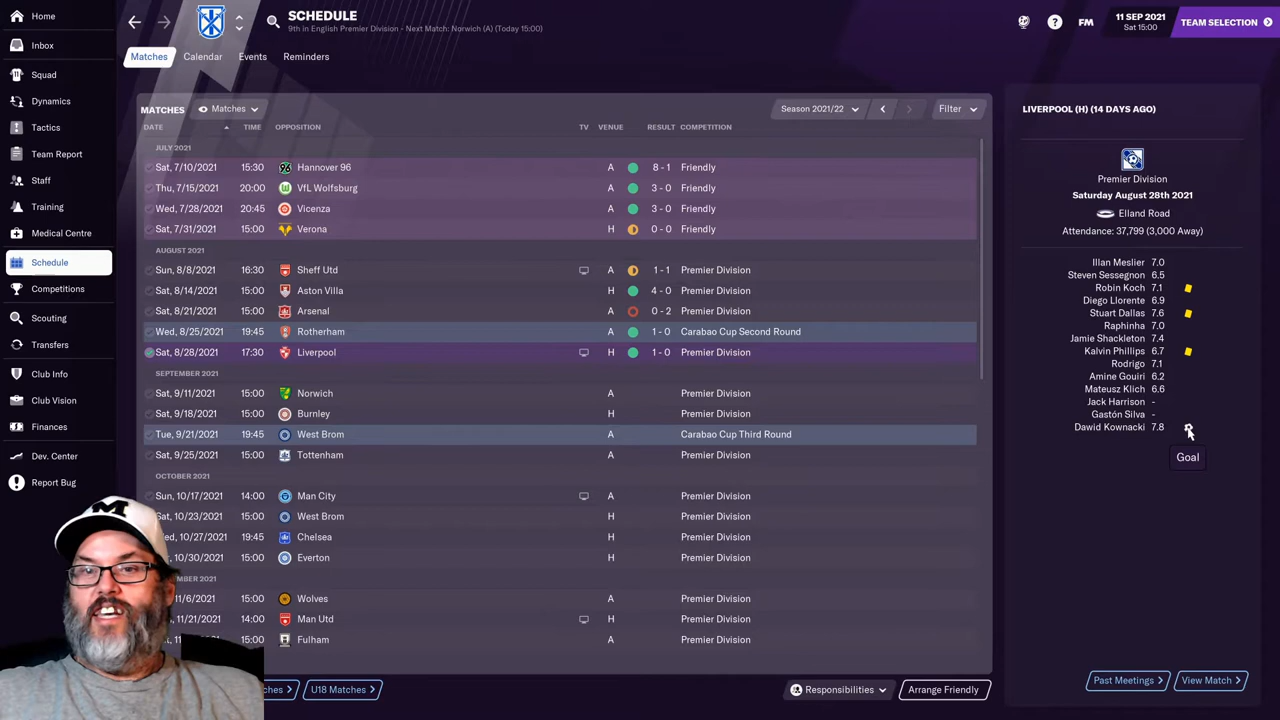 Home
Inbox
Squad
Dynamics
Tactics
Team Report
Staff
Training
Medical Centre
Schedule
Competitions
Scouting
Transfers
Club Info
Club Vision
Finances
Dev. Center
Report Bug
SCHEDULE
9th in English Premier Division - Next Match: Norwich (A) (Today 15:00)
FM
11 SEP 2021
Sat 15:00
TEAM SELECTION
Matches Calendar Events Reminders
MATCHES Matches Season 2021/22 Filter
DATE TIME OPPOSITION TV VENUE RESULT COMPETITION
JULY 2021
Sat, 7/10/2021 15:30 Hannover 96 A 8 - 1 Friendly
Thu, 7/15/2021 20:00 VfL Wolfsburg A 3 - 0 Friendly
Wed, 7/28/2021 20:45 Vicenza A 3 - 0 Friendly
Sat, 7/31/2021 15:00 Verona H 0 - 0 Friendly
AUGUST 2021
Sun, 8/8/2021 16:30 Sheff Utd A 1 - 1 Premier Division
Sat, 8/14/2021 15:00 Aston Villa H 4 - 0 Premier Division
Sat, 8/21/2021 15:00 Arsenal A 0 - 2 Premier Division
Wed, 8/25/2021 19:45 Rotherham A 1 - 0 Carabao Cup Second Round
Sat, 8/28/2021 17:30 Liverpool H 1 - 0 Premier Division
SEPTEMBER 2021
Sat, 9/11/2021 15:00 Norwich A Premier Division
Sat, 9/18/2021 15:00 Burnley H Premier Division
Tue, 9/21/2021 19:45 West Brom A Carabao Cup Third Round
Sat, 9/25/2021 15:00 Tottenham A Premier Division
OCTOBER 2021
Sun, 10/17/2021 14:00 Man City A Premier Division
Sat, 10/23/2021 15:00 West Brom H Premier Division
10/27/2021 19:45 Chelsea H Premier Division
10/30/2021 15:00 Everton H Premier Division
2021
11/6/2021 15:00 Wolves A Premier Division
11/21/2021 14:00 Man Utd H Premier Division
15:00 Fulham A Premier Division
U18 Matches Responsibilities Arrange Friendly
LIVERPOOL (H) (14 DAYS AGO)
Premier Division
Saturday August 28th 2021
Elland Road
Attendance: 37,799 (3,000 Away)
Illan Meslier 7.0
Steven Sessegnon 6.5
Robin Koch 7.1
Diego Llorente 6.9
Stuart Dallas 7.6
Raphinha 7.0
Jamie Shackleton 7.4
Kalvin Phillips 6.7
Rodrigo 7.1
Amine Gouiri 6.2
Mateusz Klich 6.6
Jack Harrison -
Gastón Silva -
Dawid Kownacki 7.8
Goal
Past Meetings View Match